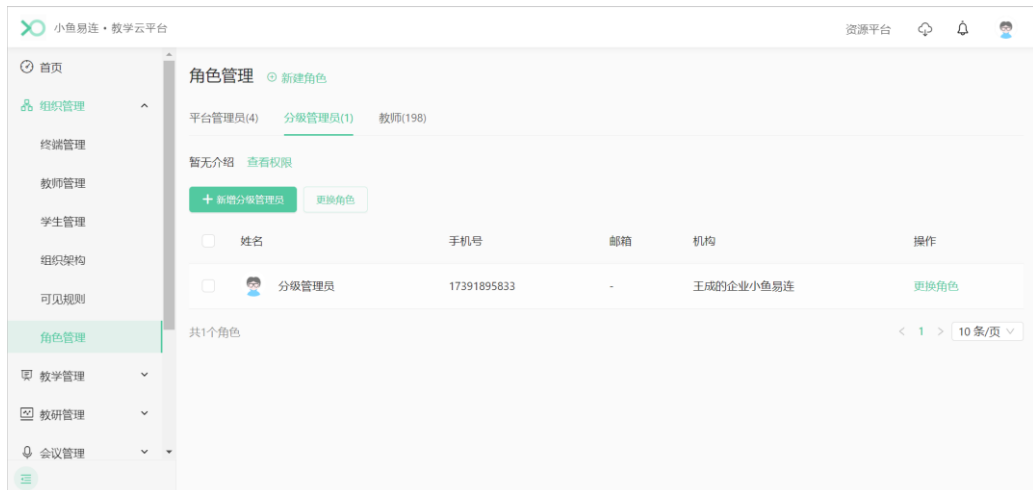 小鱼易连•教学云平台
资源平台
首页
组织管理
终端管理
教师管理
学生管理
组织架构
可见规则
角色管理
教学管理
教研管理
会议管理
角色管理 新建角色
平台管理员(4) 分级管理员(1) 教师(198)
暂无介绍 查看权限
+ 新增分级管理员 更换角色
姓名 手机号 邮箱 机构 操作
分级管理员 17391895833 - 王成的企业小鱼易连 更换角色
共1个角色 < 1 > 10 条/页